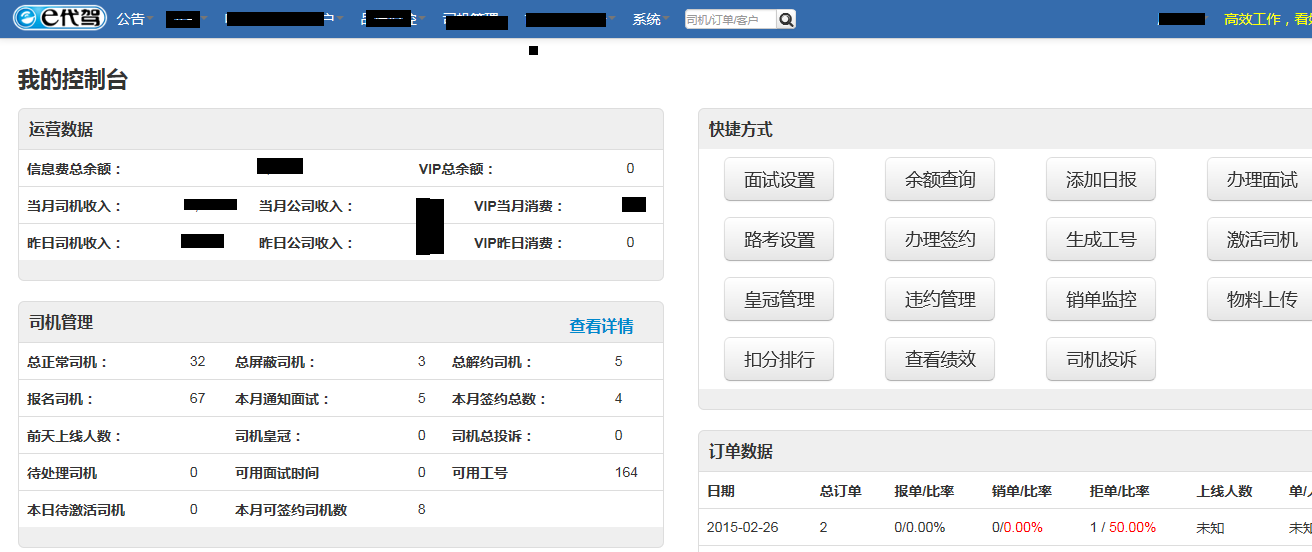 e代驾 公告 系统 司机/订单/客户 高效工作，看
我的控制台
运营数据
信息费总余额： VIP总余额： 0
当月司机收入： 当月公司收入： VIP当月消费：
昨日司机收入： 昨日公司收入： VIP昨日消费： 0
司机管理 查看详情
总正常司机： 32 总屏蔽司机： 3 总解约司机： 5
报名司机： 67 本月通知面试： 5 本月签约总数： 4
前天上线人数： 司机皇冠： 0 司机总投诉： 0
待处理司机 0 可用面试时间 0 可用工号 164
本日待激活司机 0 本月可签约司机数 8
快捷方式
面试设置 余额查询 添加日报 办理面试
路考设置 办理签约 生成工号 激活司机
皇冠管理 违约管理 销单监控 物料上传
扣分排行 查看绩效 司机投诉
订单数据
日期 总订单 报单/比率 销单/比率 拒单/比率 上线人数 单/
2015-02-26 2 0/0.00% 0/0.00% 1 / 50.00% 未知 未知